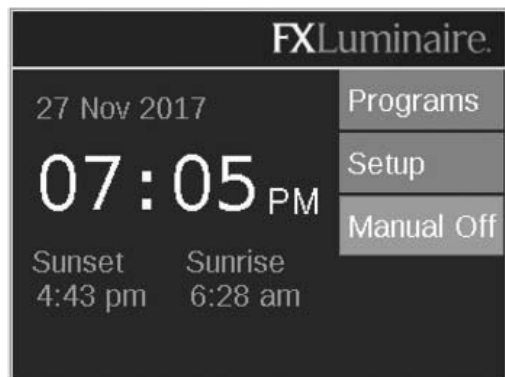 FXLuminaire.
27 Nov 2017
07:05 PM
Sunset Sunrise
4:43 pm 6:28 am
Programs
Setup
Manual Off